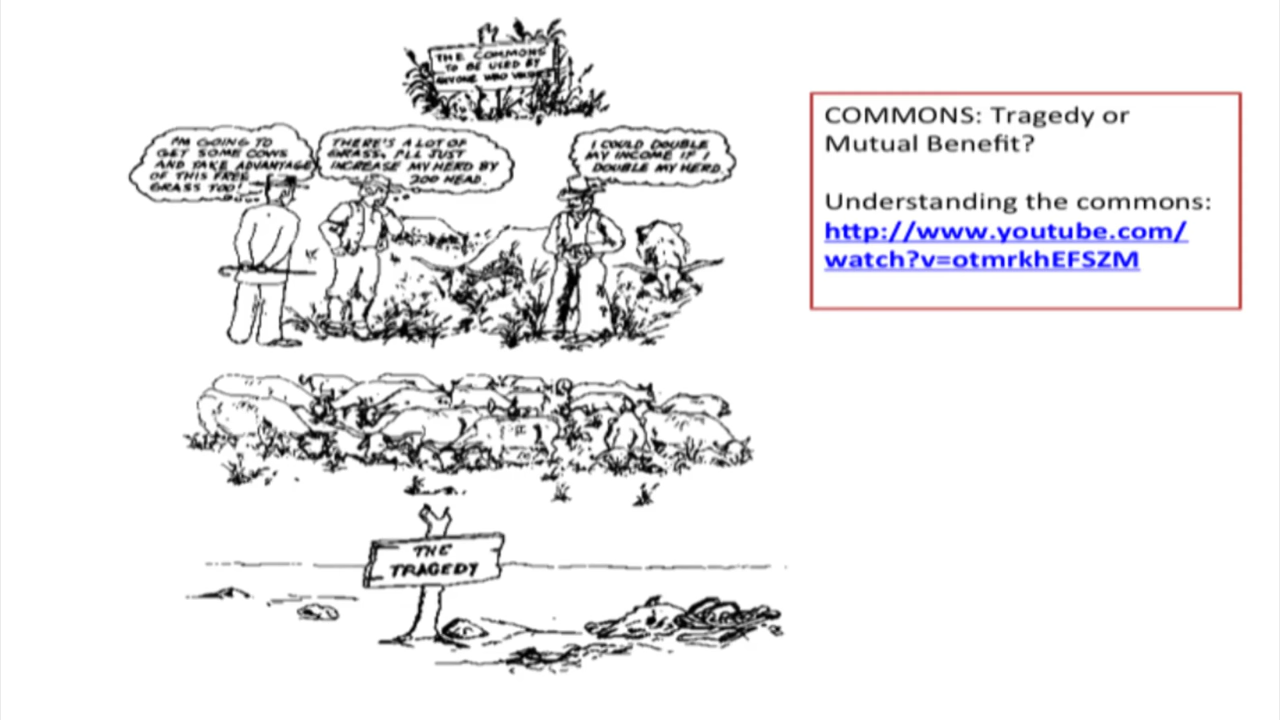 THE COMMONS
TO BE USED BY
ANYONE WHO
I'M GOING TO
GET SOME COWS
AND TAKE ADVANTAGE
OF THIS FREE
GRASS TOO!
THERE'S A LOT OF
GRASS. I'LL JUST
INCREASE MY HERD BY
200 HEAD.
I COULD DOUBLE
MY INCOME IF I
DOUBLE MY HERD.
THE
TRAGEDY
COMMONS: Tragedy or
Mutual Benefit?
Understanding the commons:
http://www.youtube.com/
watch?v=otmrkhEFSZM